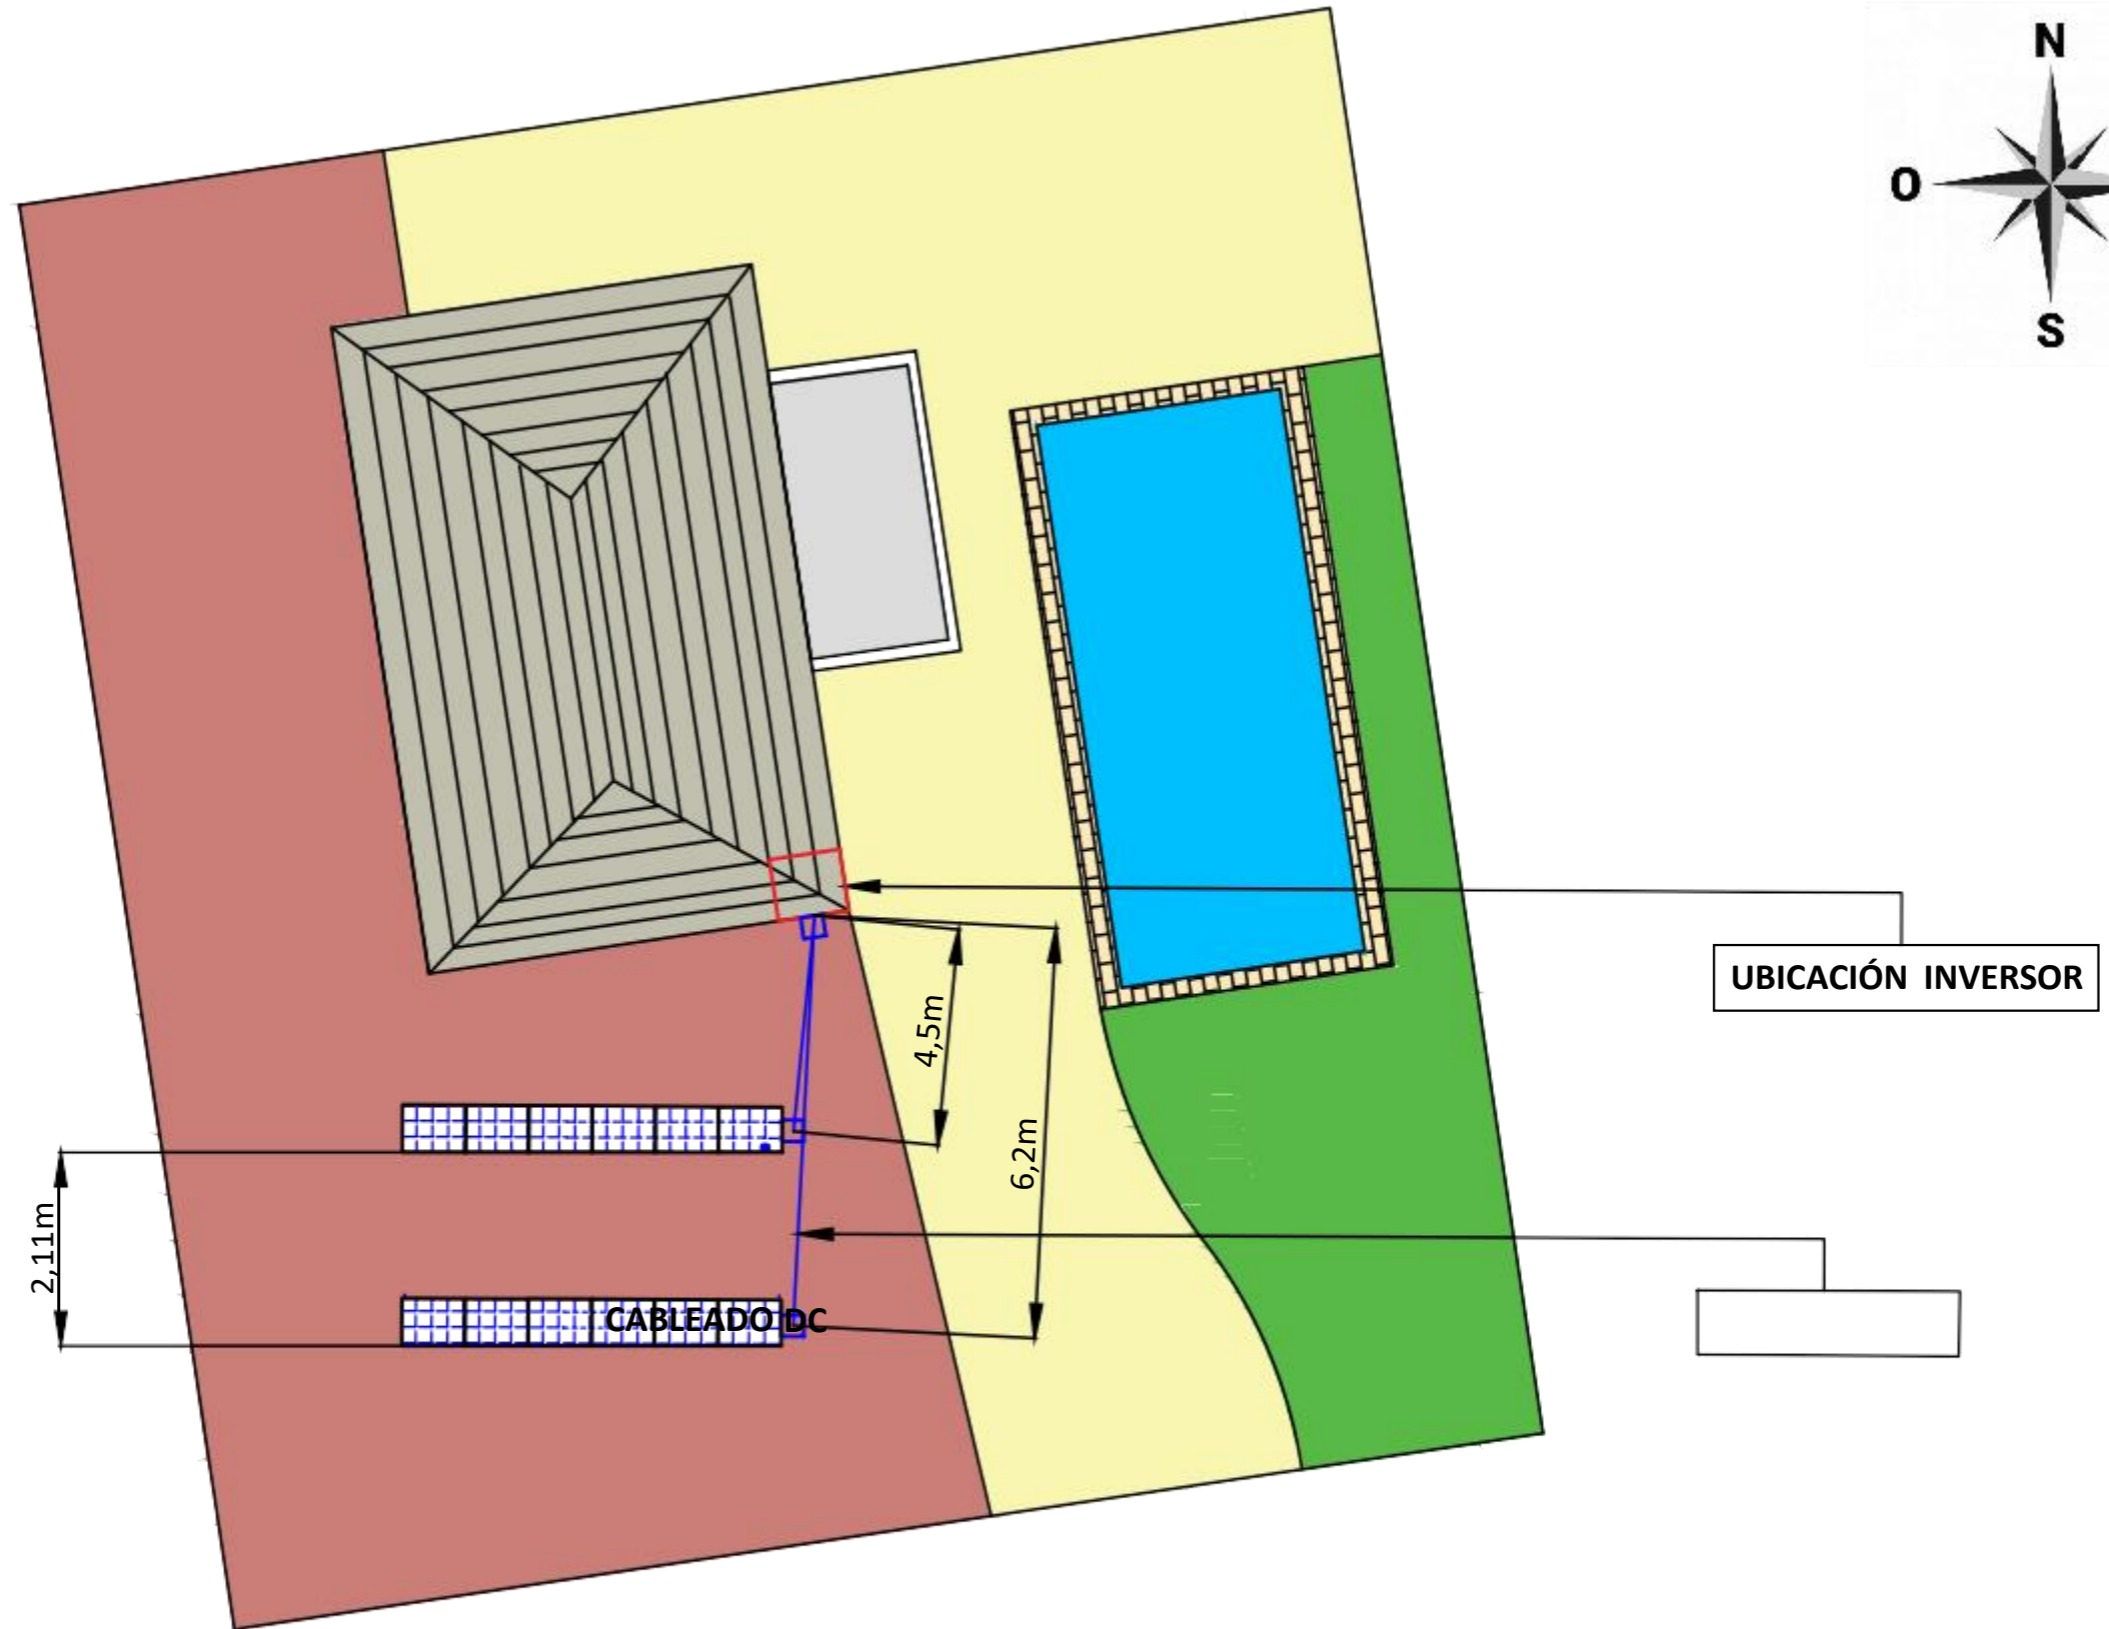 N
O
S
UBICACIÓN INVERSOR
4,5m
6,2m
2,11m
CABLEADO DC